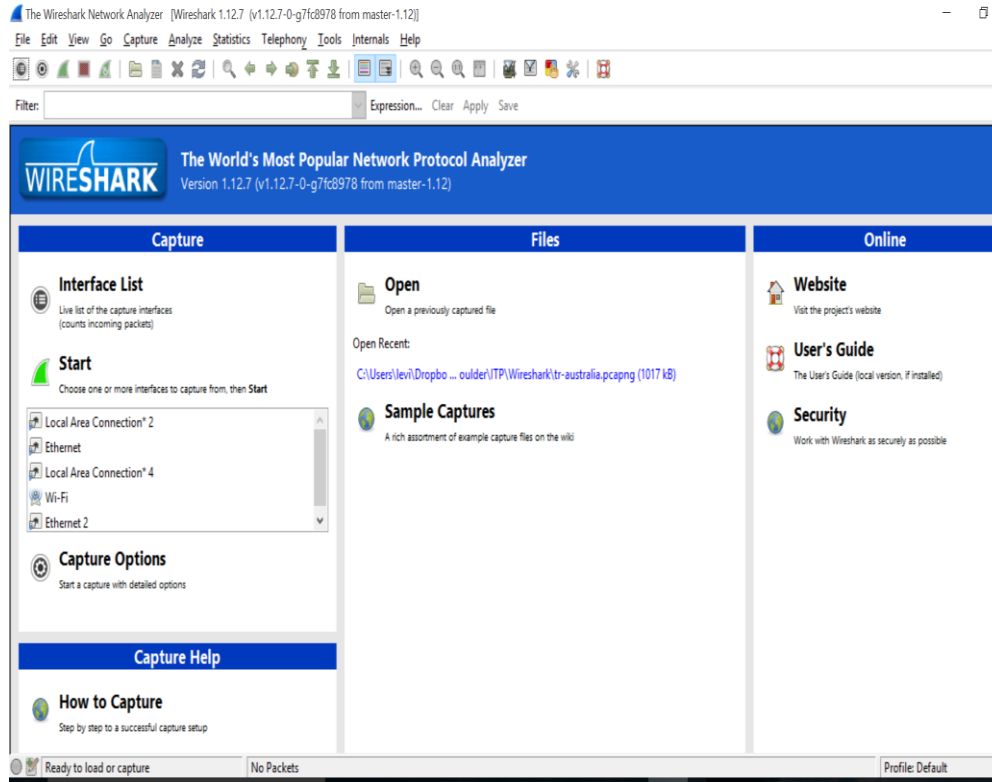 The Wireshark Network Analyzer [Wireshark 1.12.7 (v1.12.7-0-g7fc8978 from master-1.12)]
File Edit View Go Capture Analyze Statistics Telephony Tools Internals Help
Filter: Expression... Clear Apply Save
WIRESHARK
The World's Most Popular Network Protocol Analyzer
Version 1.12.7 (v1.12.7-0-g7fc8978 from master-1.12)
Capture
Interface List
Live list of the capture interfaces
(counts incoming packets)
Start
Choose one or more interfaces to capture from, then Start
Local Area Connection* 2
Ethernet
Local Area Connection* 4
Wi-Fi
Ethernet 2
Capture Options
Start a capture with detailed options
Capture Help
How to Capture
Step by step to a successful capture setup
Files
Open
Open a previously captured file
Open Recent:
C:\Users\levi\Dropbo ... oulder\ITP\Wireshark\tr-australia.pcapng (1017 kB)
Sample Captures
A rich assortment of example capture files on the wiki
Online
Website
Visit the project's website
User's Guide
The User's Guide (local version, if installed)
Security
Work with Wireshark as securely as possible
Ready to load or capture
No Packets
Profile: Default